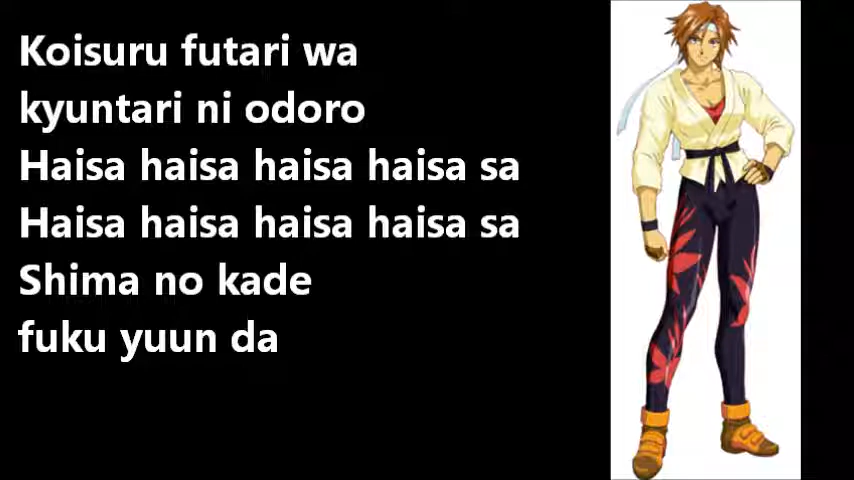 Koisuru futari wa
kyuntari ni odoro
Haisa haisa haisa haisa sa
Haisa haisa haisa haisa sa
Shima no kade
fuku yuun da